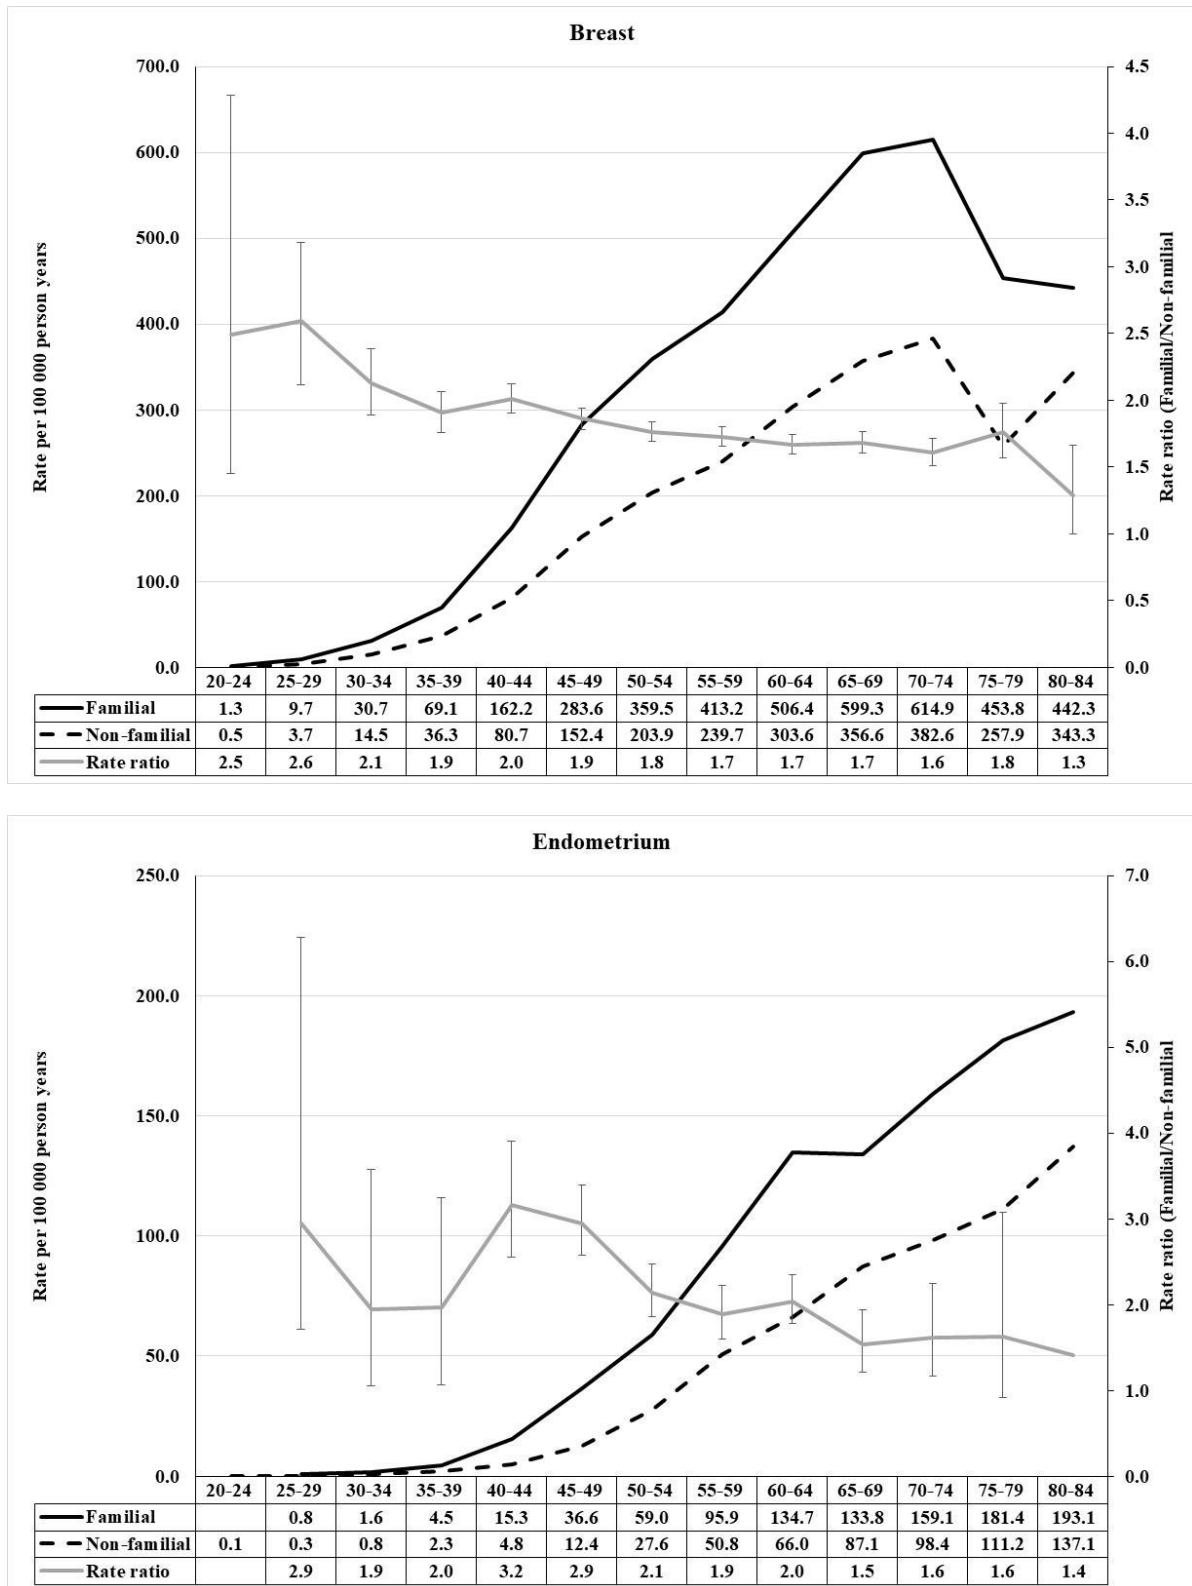 Breast
Rate per 100 000 person years
700.0
600.0
500.0
400.0
300.0
200.0
100.0
0.0
4.5
4.0
3.5
3.0
2.5
2.0
1.5
1.0
0.5
0.0
Rate ratio (Familial/Non-familial
20-24 25-29 30-34 35-39 40-44 45-49 50-54 55-59 60-64 65-69 70-74 75-79 80-84
Familial 1.3 9.7 30.7 69.1 162.2 283.6 359.5 413.2 506.4 599.3 614.9 453.8 442.3
Non-familial 0.5 3.7 14.5 36.3 80.7 152.4 203.9 239.7 303.6 356.6 382.6 257.9 343.3
Rate ratio 2.5 2.6 2.1 1.9 2.0 1.9 1.8 1.7 1.7 1.7 1.6 1.8 1.3
Endometrium
Rate per 100 000 person years
250.0
200.0
150.0
100.0
50.0
0.0
7.0
6.0
5.0
4.0
3.0
2.0
1.0
0.0
Rate ratio (Familial/Non-familial
20-24 25-29 30-34 35-39 40-44 45-49 50-54 55-59 60-64 65-69 70-74 75-79 80-84
Familial 0.8 1.6 4.5 15.3 36.6 59.0 95.9 134.7 133.8 159.1 181.4 193.1
Non-familial 0.1 0.3 0.8 2.3 4.8 12.4 27.6 50.8 66.0 87.1 98.4 111.2 137.1
Rate ratio 2.9 1.9 2.0 3.2 2.9 2.1 1.9 2.0 1.5 1.6 1.6 1.4